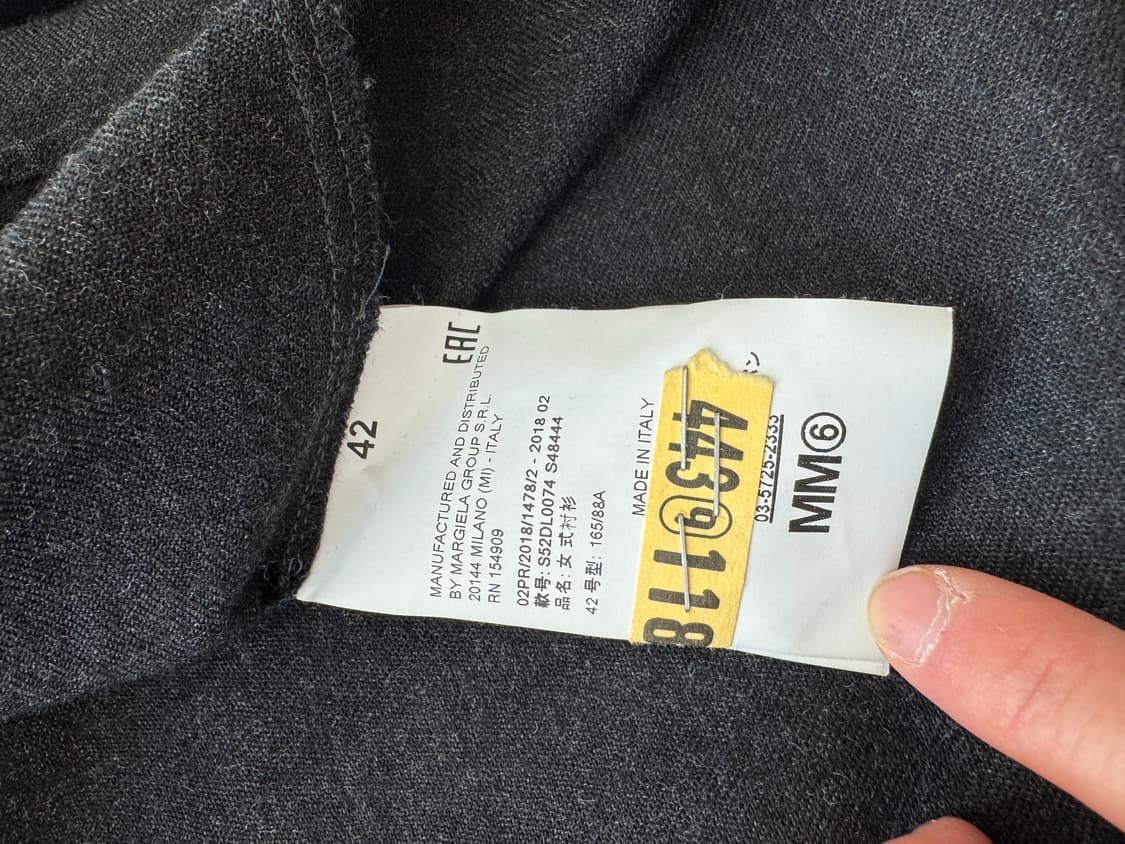 42
EAC
MANUFACTURED AND DISTRIBUTED
BY MARGIELA GROUP S.R.L.
20144 MILANO (MI) - ITALY
RN 154909
02PR/2018/1478/2 - 2018 02
款号: S52DL0074 S48444
品名: 女 式衬衫
42 号型: 165/88A
MADE IN ITALY
443⑨118
ン
03-5725-2333
MM⑥